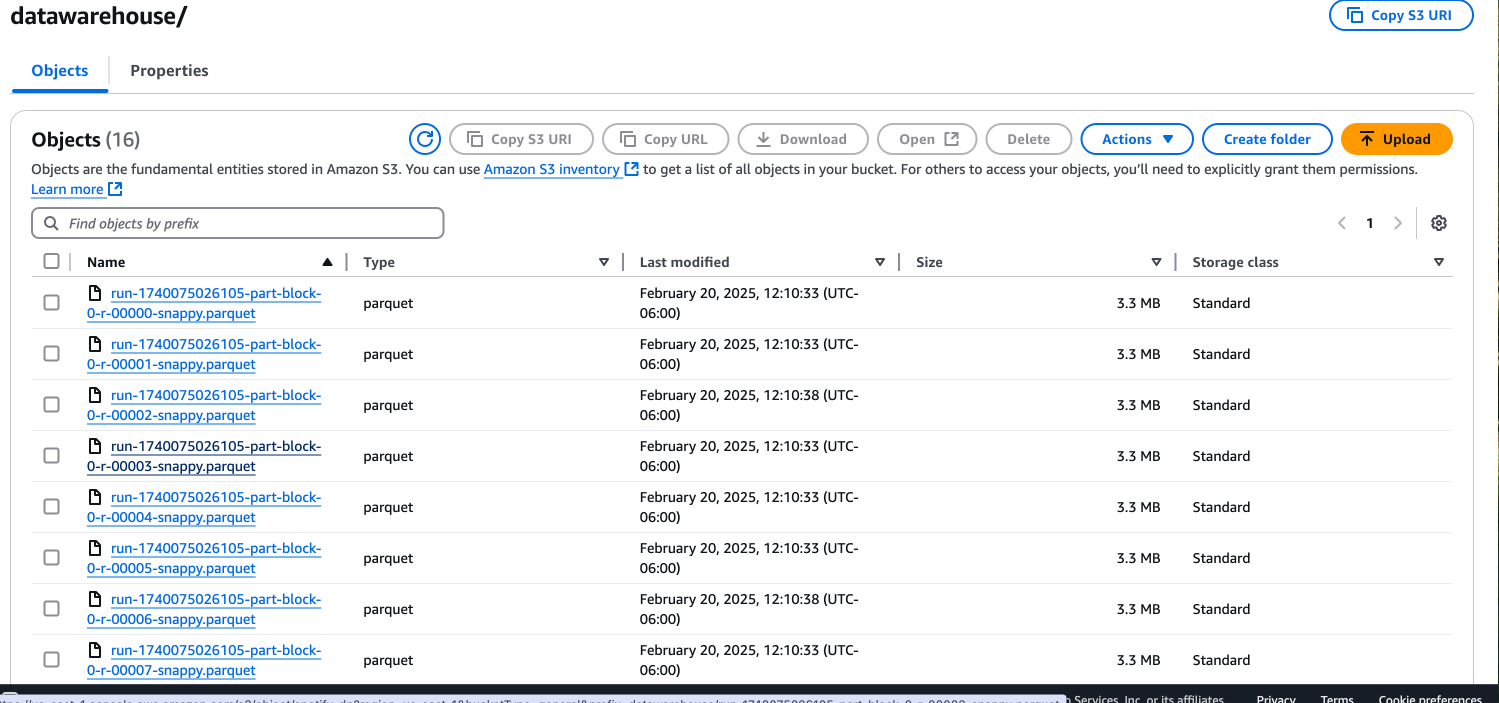 datawarehouse/
Copy S3 URI
Objects
Properties
Objects (16)
Copy S3 URI
Copy URL
Download
Open
Delete
Actions
Create folder
Upload
Objects are the fundamental entities stored in Amazon S3. You can use Amazon S3 inventory to get a list of all objects in your bucket. For others to access your objects, you'll need to explicitly grant them permissions.
Learn more
Find objects by prefix
1
Name
Type
Last modified
Size
Storage class
run-1740075026105-part-block-
0-r-00000-snappy.parquet
parquet
February 20, 2025, 12:10:33 (UTC-
06:00)
3.3 MB
Standard
run-1740075026105-part-block-
0-r-00001-snappy.parquet
parquet
February 20, 2025, 12:10:33 (UTC-
06:00)
3.3 MB
Standard
run-1740075026105-part-block-
0-r-00002-snappy.parquet
parquet
February 20, 2025, 12:10:38 (UTC-
06:00)
3.3 MB
Standard
run-1740075026105-part-block-
0-r-00003-snappy.parquet
parquet
February 20, 2025, 12:10:33 (UTC-
06:00)
3.3 MB
Standard
run-1740075026105-part-block-
0-r-00004-snappy.parquet
parquet
February 20, 2025, 12:10:33 (UTC-
06:00)
3.3 MB
Standard
run-1740075026105-part-block-
0-r-00005-snappy.parquet
parquet
February 20, 2025, 12:10:33 (UTC-
06:00)
3.3 MB
Standard
run-1740075026105-part-block-
0-r-00006-snappy.parquet
parquet
February 20, 2025, 12:10:38 (UTC-
06:00)
3.3 MB
Standard
run-1740075026105-part-block-
0-r-00007-snappy.parquet
parquet
February 20, 2025, 12:10:33 (UTC-
06:00)
3.3 MB
Standard
Services, Inc. or its affiliates.
Privacy
Terms
Cookie preferences